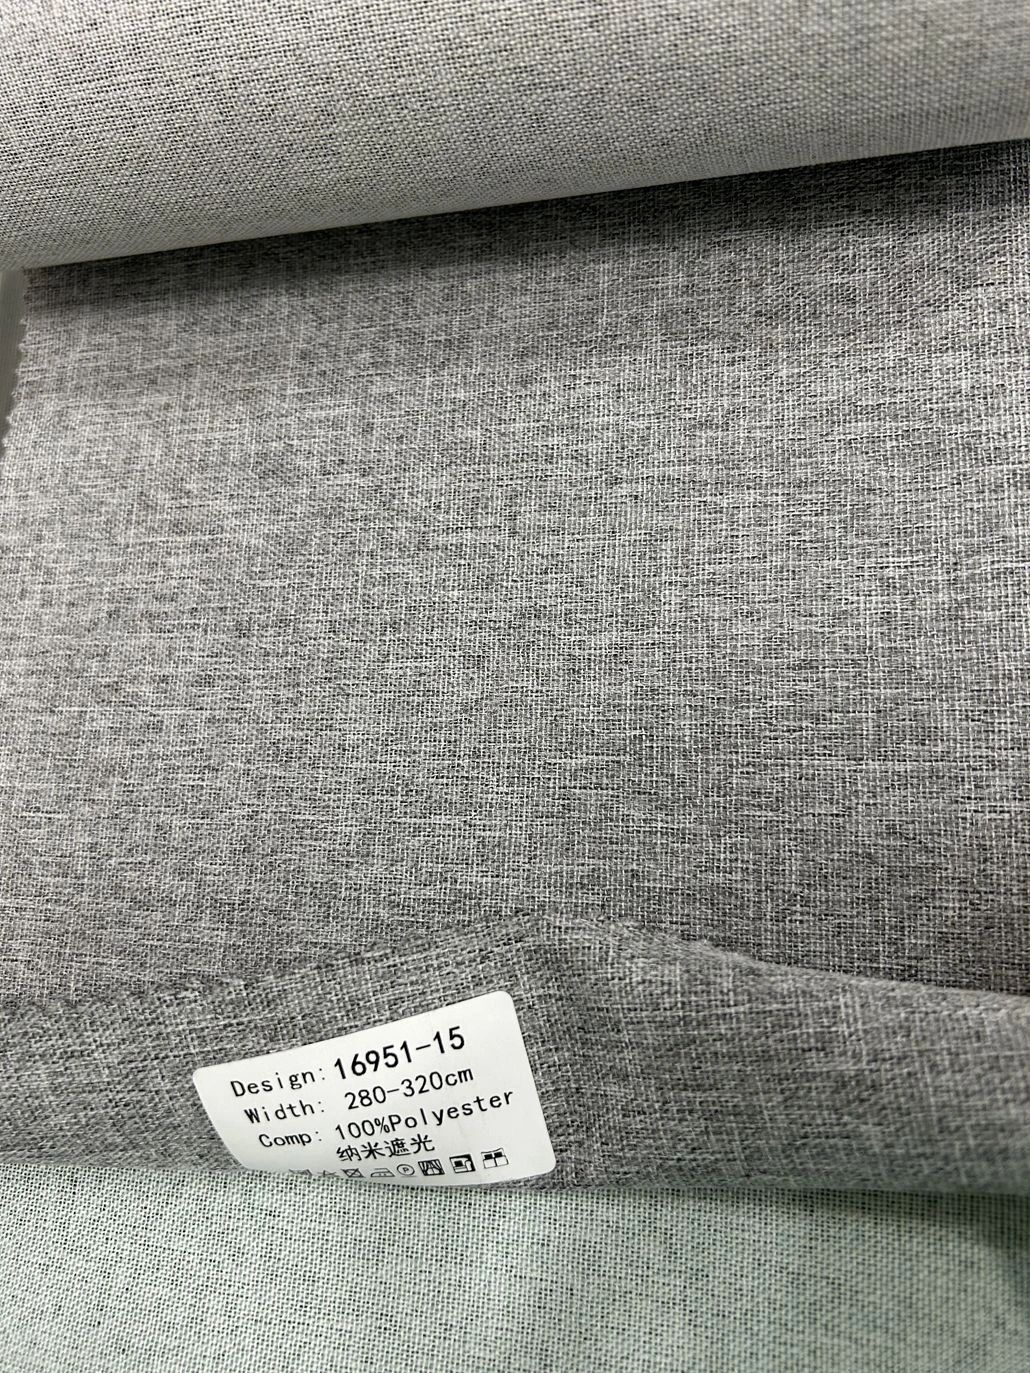 Design: 16951-15
Width: 280-320cm
Comp: 100%Polyester
纳米遮光